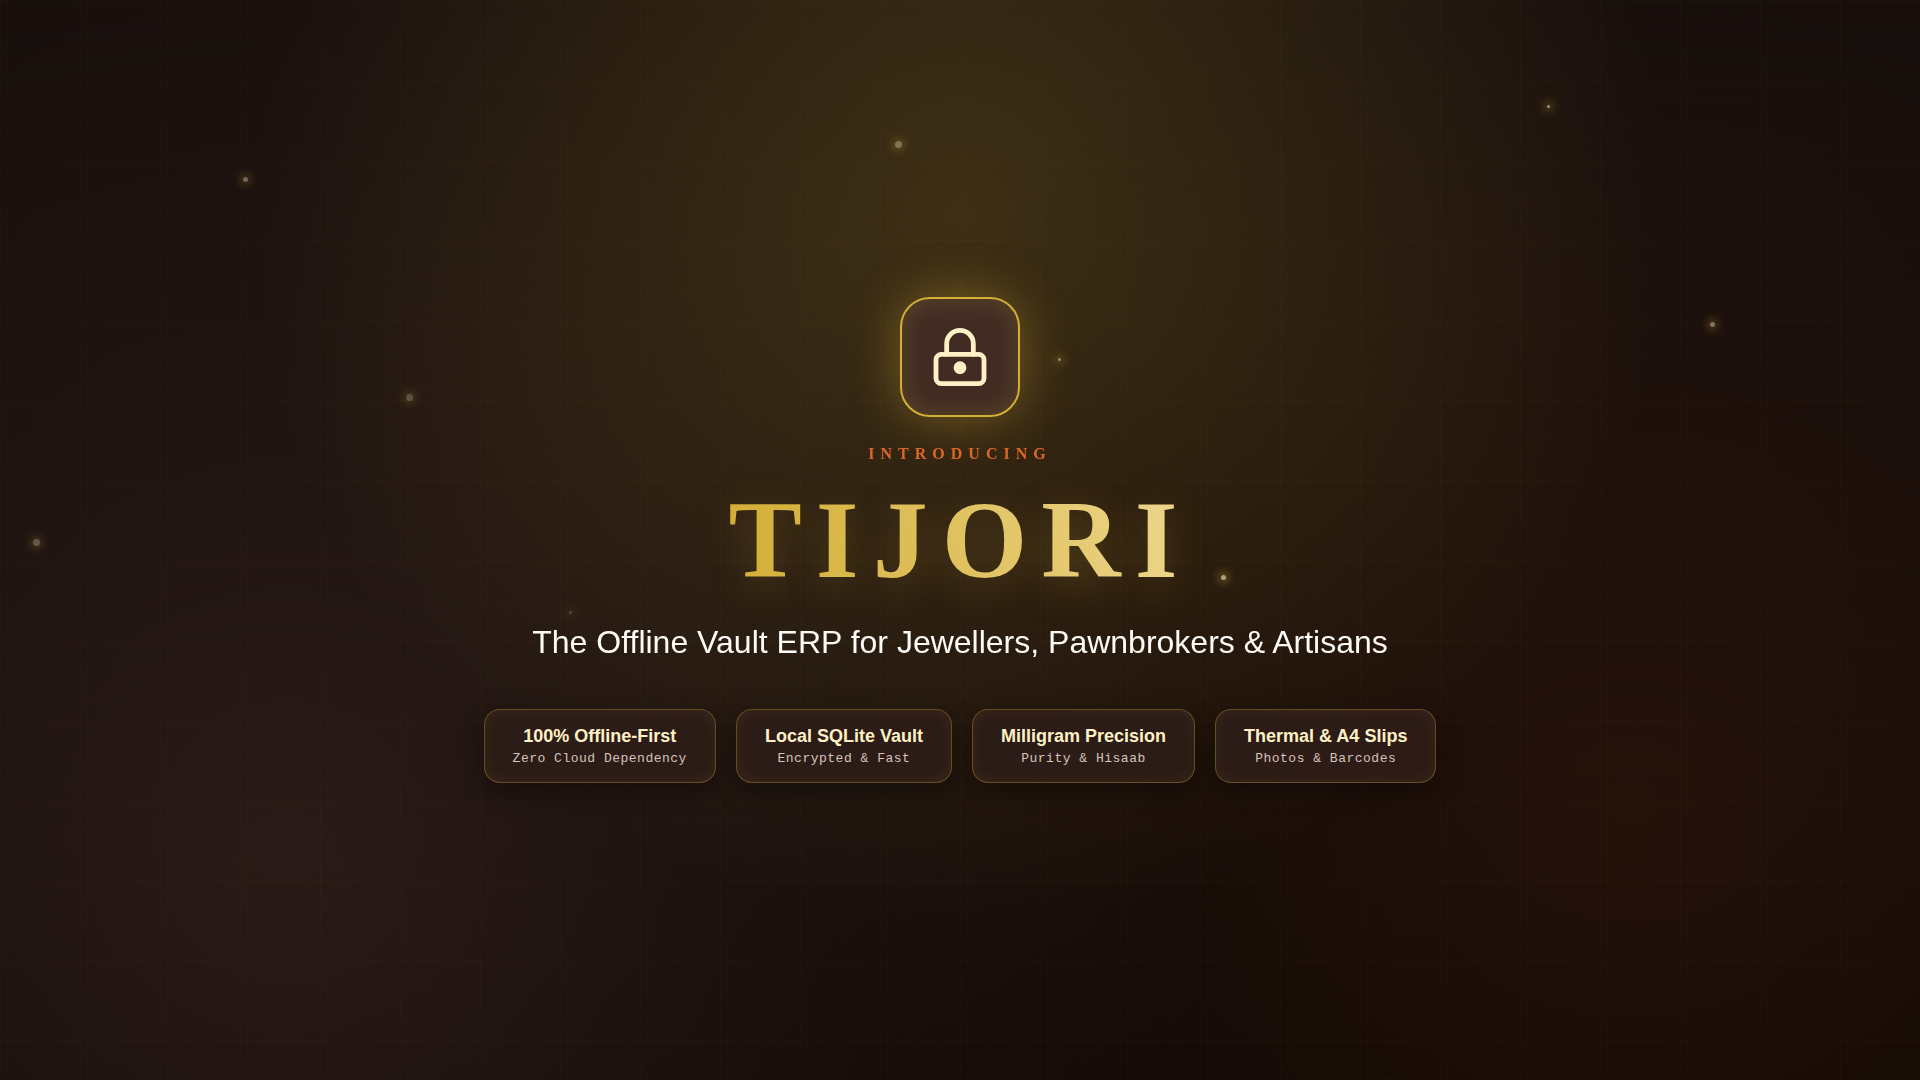 INTRODUCING
TIJORI
The Offline Vault ERP for Jewellers, Pawnbrokers & Artisans
100% Offline-First
Zero Cloud Dependency
Local SQLite Vault
Encrypted & Fast
Milligram Precision
Purity & Hisaab
Thermal & A4 Slips
Photos & Barcodes